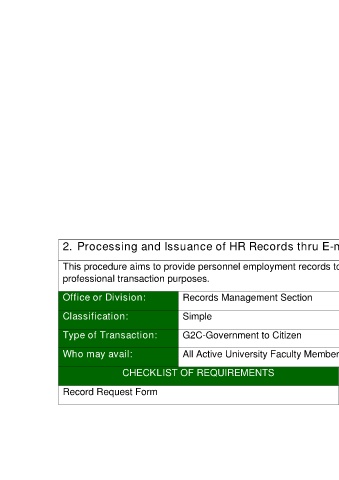 2. Processing and Issuance of HR Records thru
This procedure aims to provide personnel employment records to
professional transaction purposes.
Office or Division:
Records Management Section
Classification:
Simple
Type of Transaction:
G2C-Government to Citizen
Who may avail:
All Active University Faculty Member
CHECKLIST OF REQUIREMENTS
Record Request Form